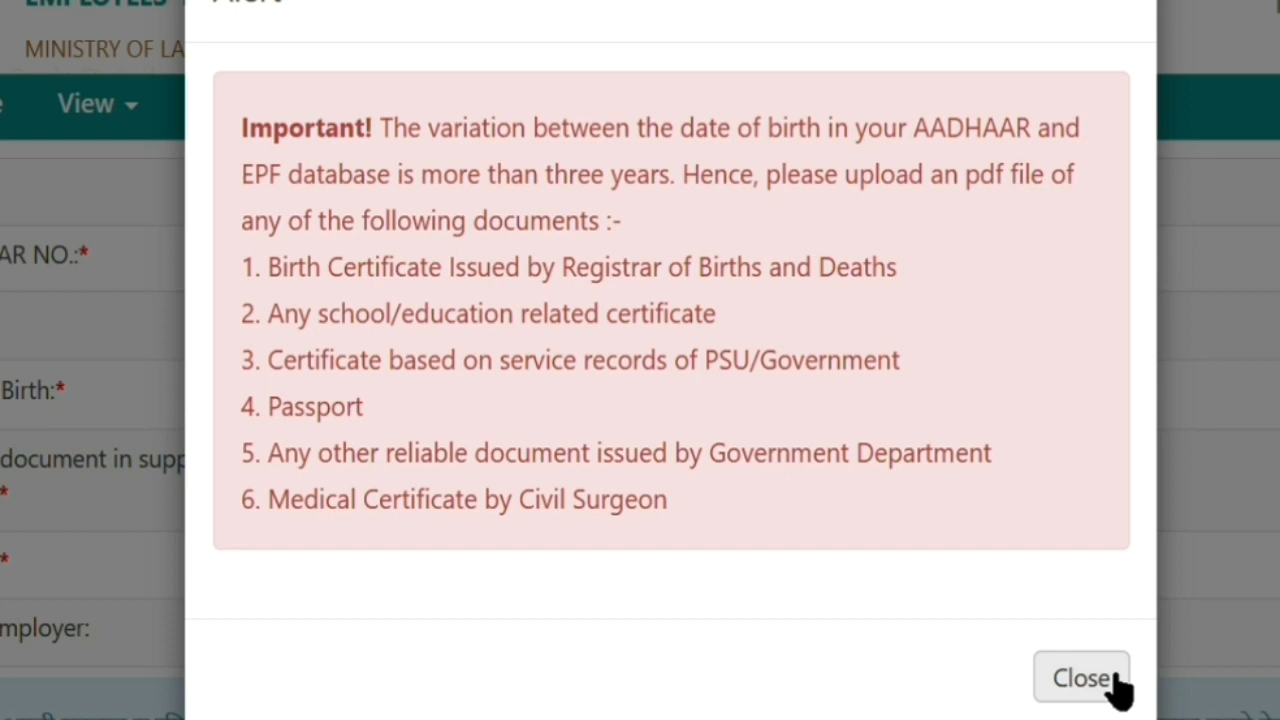 EMPLOYEES'
Alert
MINISTRY OF LA
View
Important! The variation between the date of birth in your AADHAAR and
EPF database is more than three years. Hence, please upload an pdf file of
any of the following documents :-
1. Birth Certificate Issued by Registrar of Births and Deaths
2. Any school/education related certificate
3. Certificate based on service records of PSU/Government
4. Passport
5. Any other reliable document issued by Government Department
6. Medical Certificate by Civil Surgeon
AR NO.:*
Birth:*
document in supp
*
*
mployer:
Close